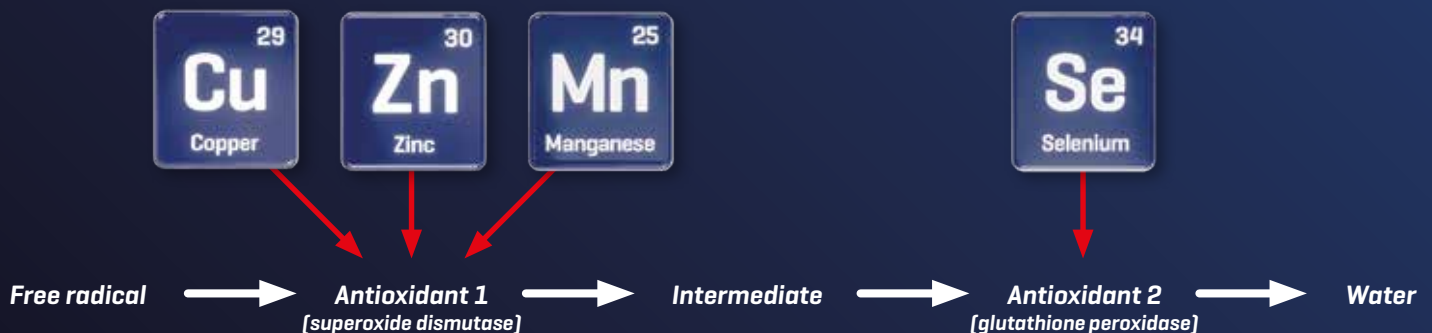 29
Cu
Copper
30
Zn
Zinc
25
Mn
Manganese
34
Se
Selenium
Free radical
Antioxidant 1
(superoxide dismutase)
Intermediate
Antioxidant 2
(glutathione peroxidase)
Water